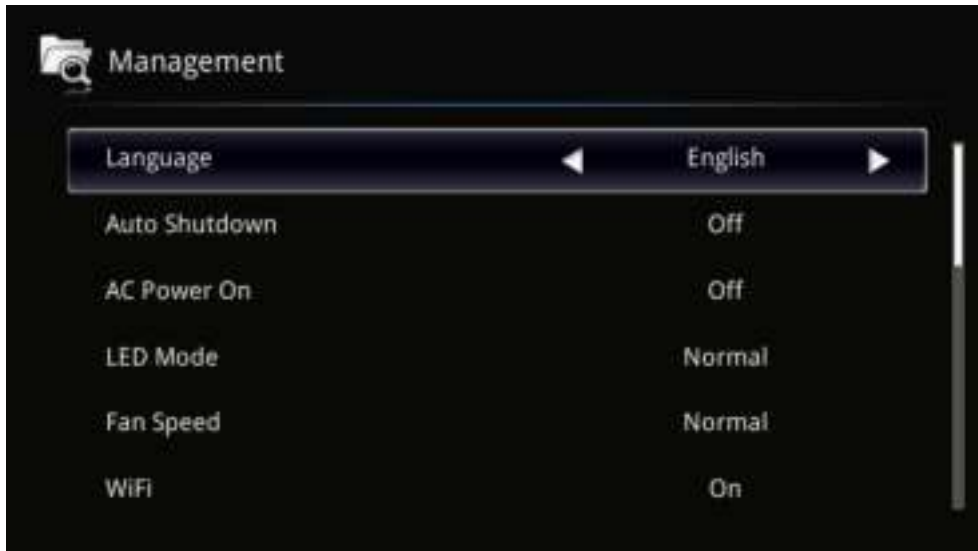 Management
Language English
Auto Shutdown Off
AC Power On Off
LED Mode Normal
Fan Speed Normal
WiFi On